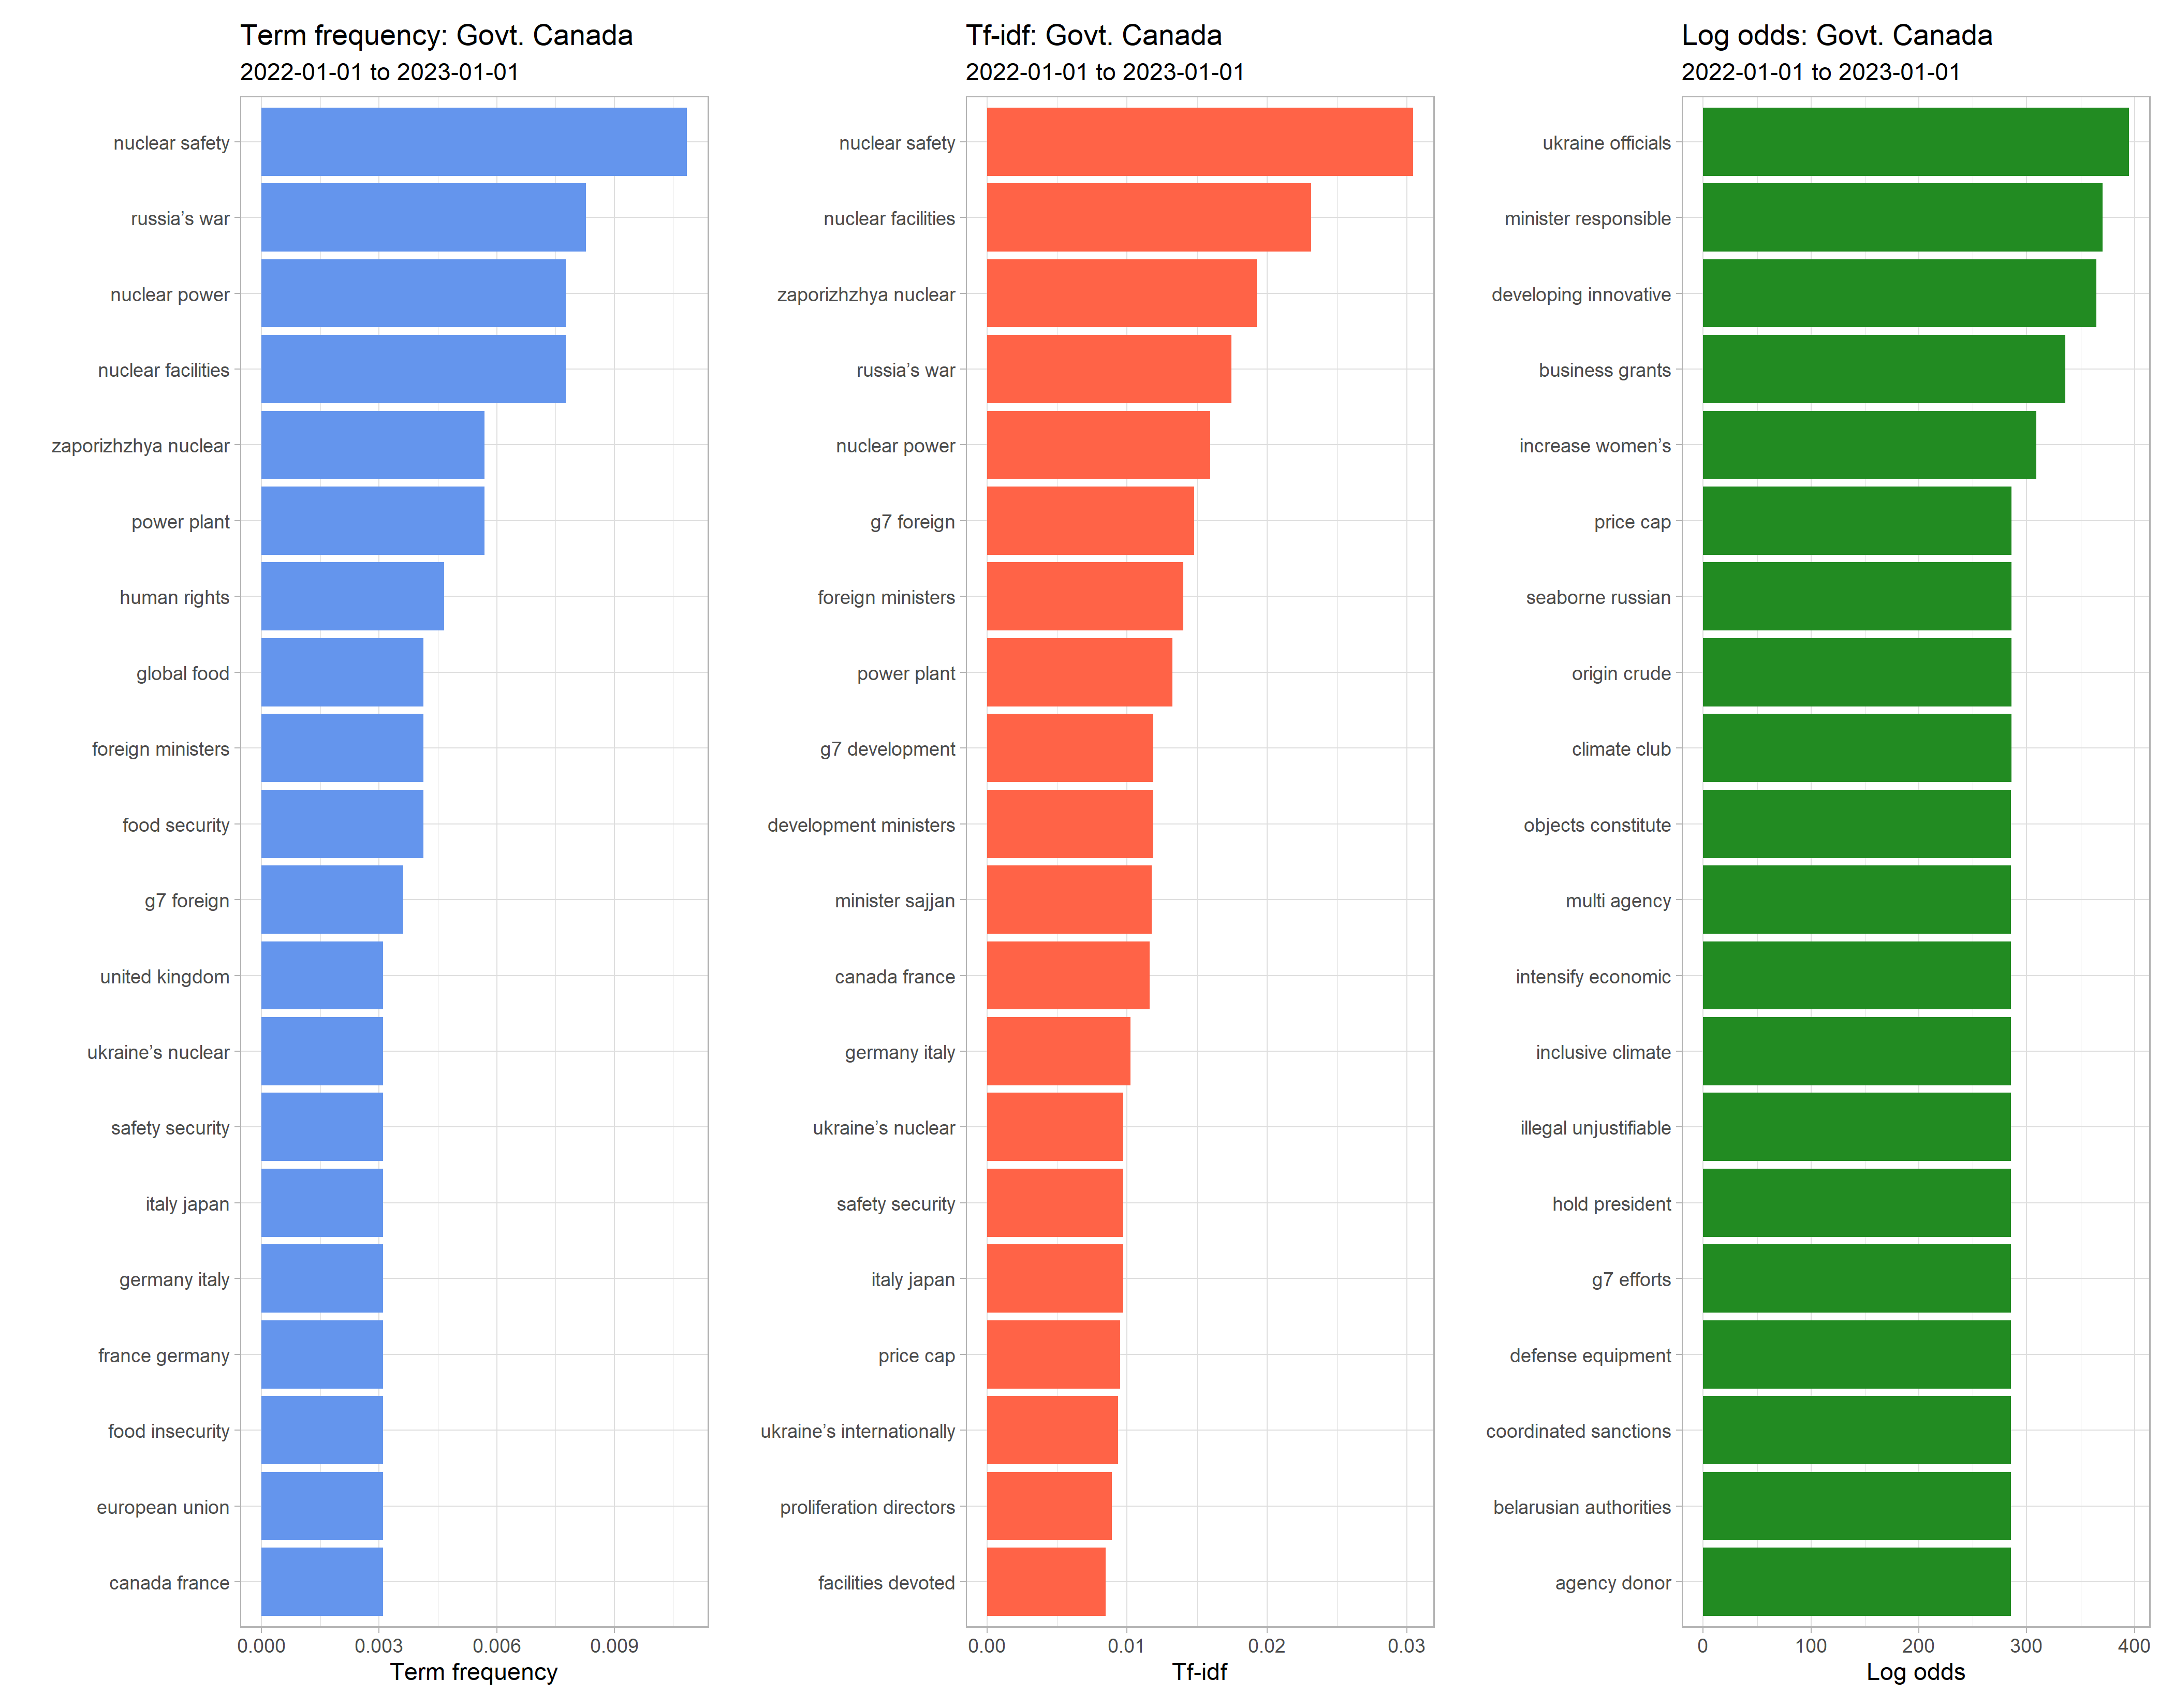 Term frequency: Govt. Canada
2022-01-01 to 2023-01-01
nuclear safety
russia’s war
nuclear power
nuclear facilities
zaporizhzhya nuclear
power plant
human rights
global food
foreign ministers
food security
g7 foreign
united kingdom
ukraine’s nuclear
safety security
italy japan
germany italy
france germany
food insecurity
european union
canada france
0.000 0.003 0.006 0.009
Term frequency
Tf-idf: Govt. Canada
2022-01-01 to 2023-01-01
nuclear safety
nuclear facilities
zaporizhzhya nuclear
russia’s war
nuclear power
g7 foreign
foreign ministers
power plant
g7 development
development ministers
minister sajjan
canada france
germany italy
ukraine’s nuclear
safety security
italy japan
price cap
ukraine’s internationally
proliferation directors
facilities devoted
0.00 0.01 0.02 0.03
Tf-idf
Log odds: Govt. Canada
2022-01-01 to 2023-01-01
ukraine officials
minister responsible
developing innovative
business grants
increase women’s
price cap
seaborne russian
origin crude
climate club
objects constitute
multi agency
intensify economic
inclusive climate
illegal unjustifiable
hold president
g7 efforts
defense equipment
coordinated sanctions
belarusian authorities
agency donor
0 100 200 300 400
Log odds